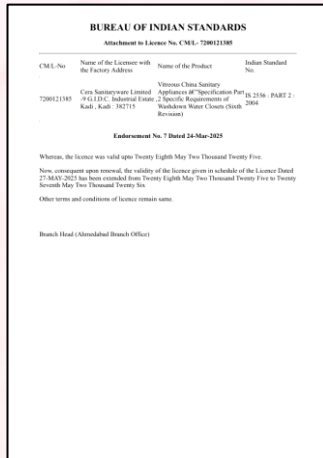 BUREAU OF INDIAN STANDARDS
Attachment to Licence No. CM/L- 7200121385
CM/L-No
Name of the Licensee with the Factory Address
Name of the Product
Indian Standard No.
7200121385
Cera Sanitaryware Limited
-9 G.I.D.C. Industrial Estate ,
Kadi , Kadi : 382715
Vitreous China Sanitary
Appliances â€“Specification Part
2 Specific Requirements of
Washdown Water Closets (Sixth
Revision)
IS 2556 : PART 2 :
2004
Endorsement No. 7 Dated 24-Mar-2025
Whereas, the licence was valid upto Twenty Eighth May Two Thousand Twenty Five.
Now, consequent upon renewal, the validity of the licence given in schedule of the Licence Dated
27-MAY-2025 has been extended from Twenty Eighth May Two Thousand Twenty Five to Twenty
Seventh May Two Thousand Twenty Six
Other terms and conditions of licence remain same.
Branch Head (Ahmedabad Branch Office)